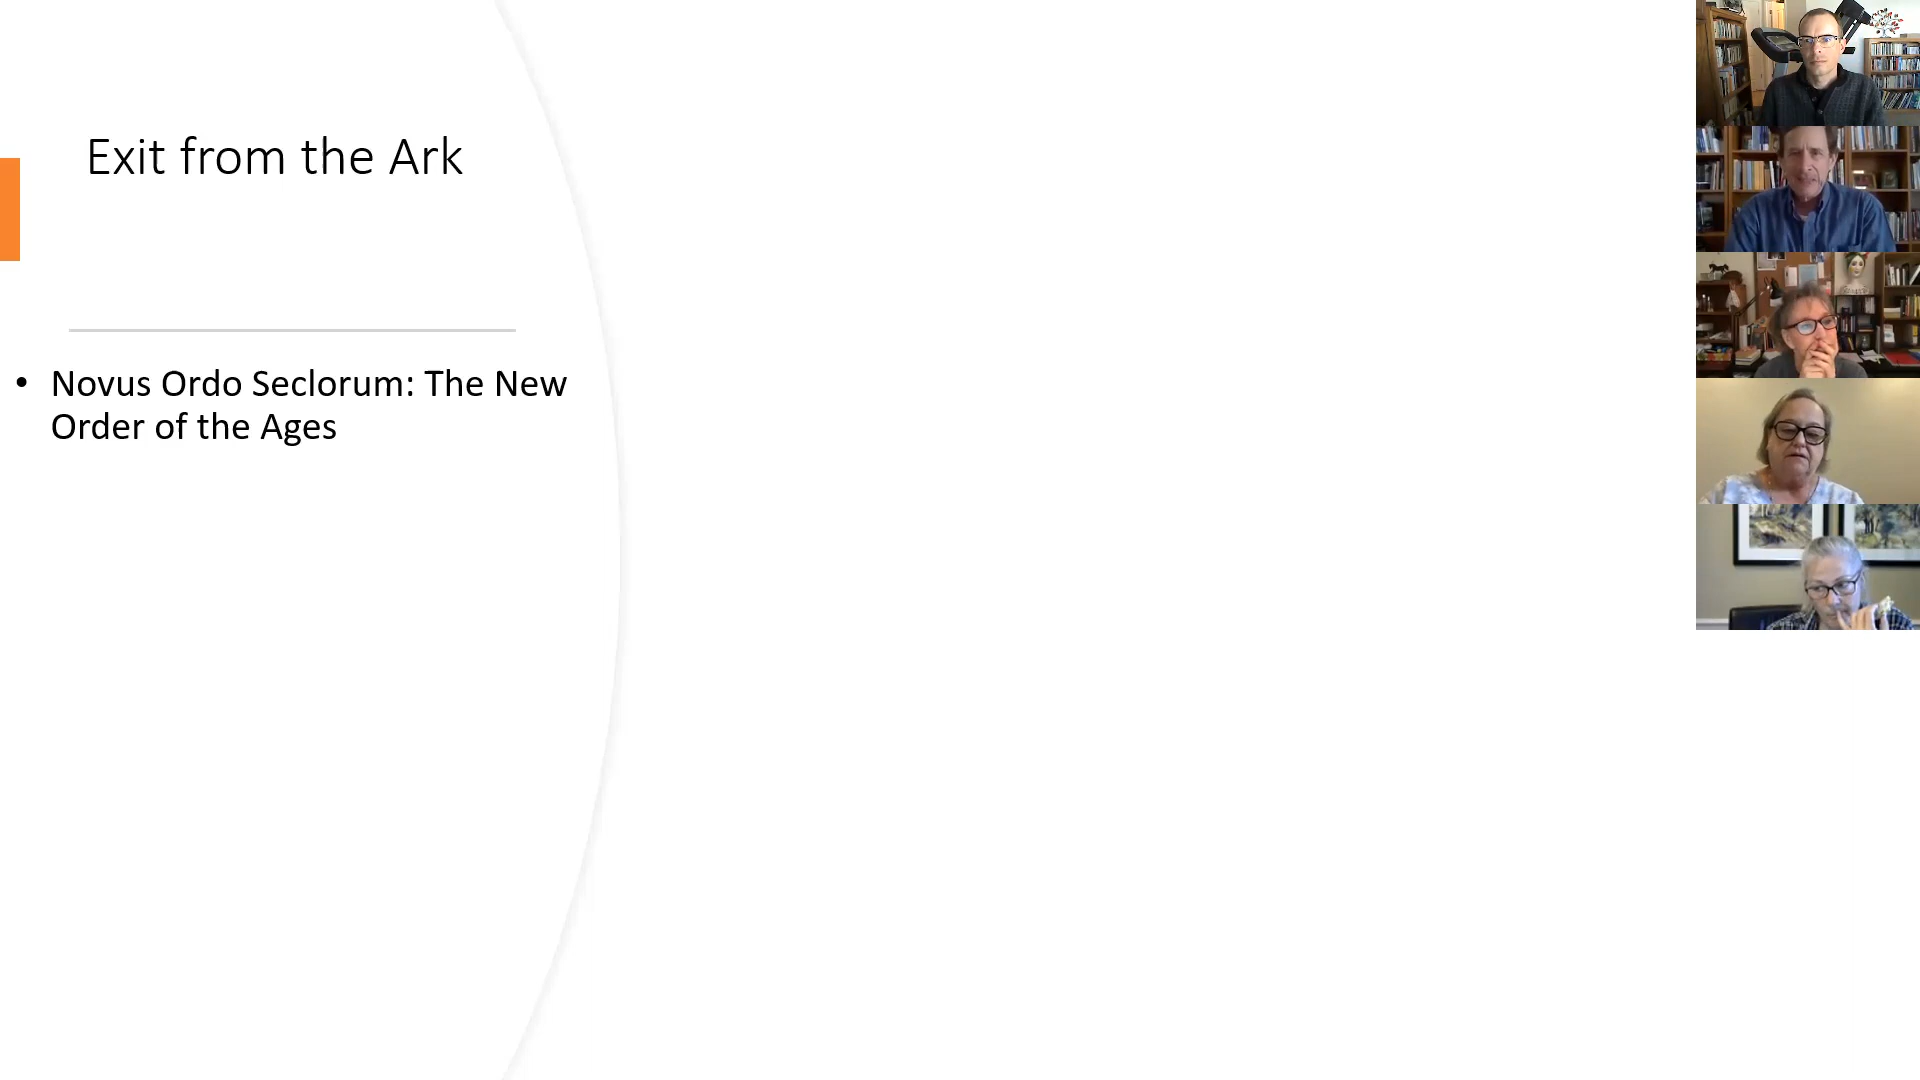 Exit from the Ark
• Novus Ordo Seclorum: The New
Order of the Ages